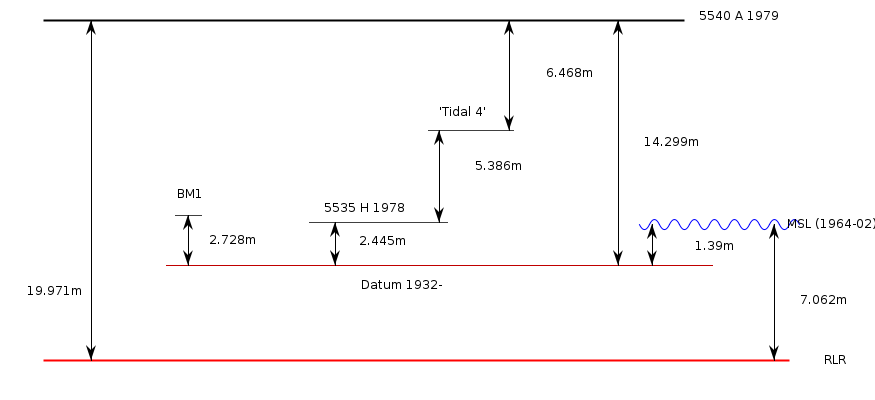 5540 A 1979
6.468m
'Tidal 4'
14.299m
5.386m
BM1
5535 H 1978
MSL (1964-02)
2.728m
2.445m
1.39m
Datum 1932-
19.971m
7.062m
RLR